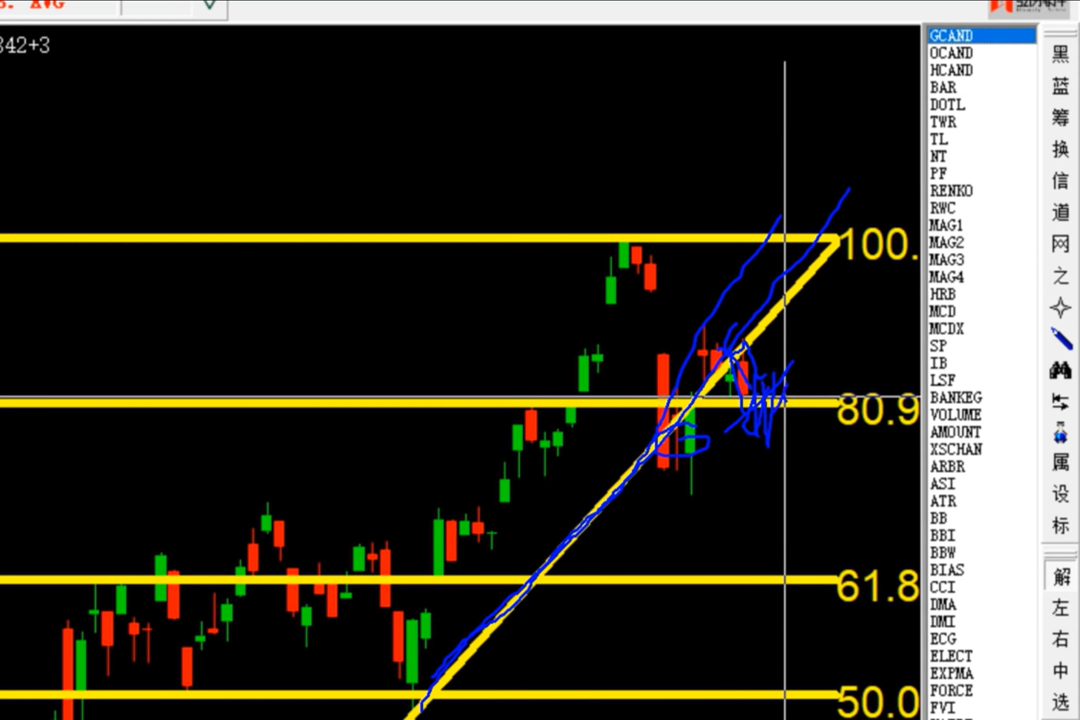 AVG
342+3
100.
80.9
61.8
50.0
GCAND
OCAND
HCAND
BAR
DOTL
TWR
TL
NT
PF
RENKO
RWC
MAG1
MAG2
MAG3
MAG4
HRB
MCD
MCDX
SP
IB
LSF
BANKEG
VOLUME
AMOUNT
XSCHAN
ARBR
ASI
ATR
BB
BBI
BBW
BIAS
CCI
DMA
DMI
ECG
ELECT
EXPMA
FORCE
FVI
黑
蓝
筹
换
信
道
网
之
属
设
标
解
左
右
中
选